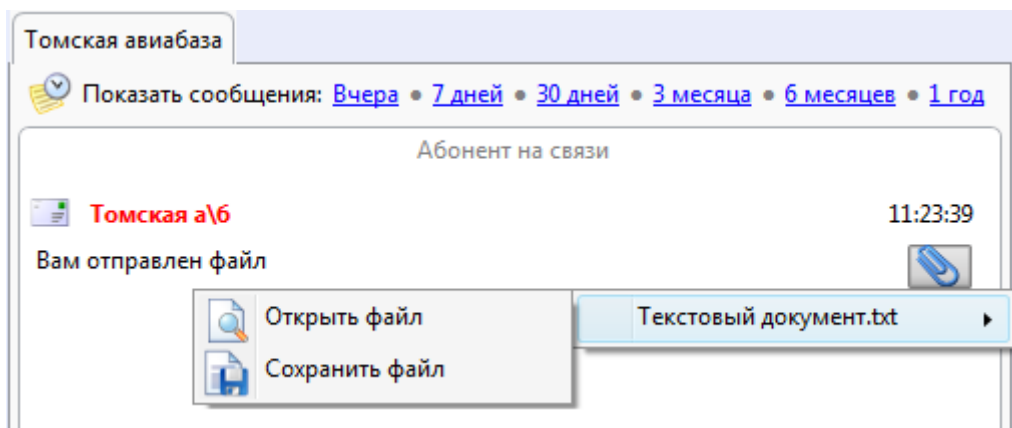 Томская авиабаза
Показать сообщения: Вчера • 7 дней • 30 дней • 3 месяца • 6 месяцев • 1 год
Абонент на связи
Томская а\б 11:23:39
Вам отправлен файл
Открыть файл Текстовый документ.txt
Сохранить файл